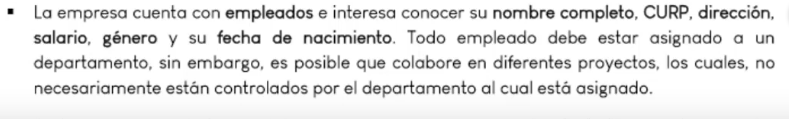 ▪ La empresa cuenta con empleados e interesa conocer su nombre completo, CURP, dirección,
salario, género y su fecha de nacimiento. Todo empleado debe estar asignado a un
departamento, sin embargo, es posible que colabore en diferentes proyectos, los cuales, no
necesariamente están controlados por el departamento al cual está asignado.